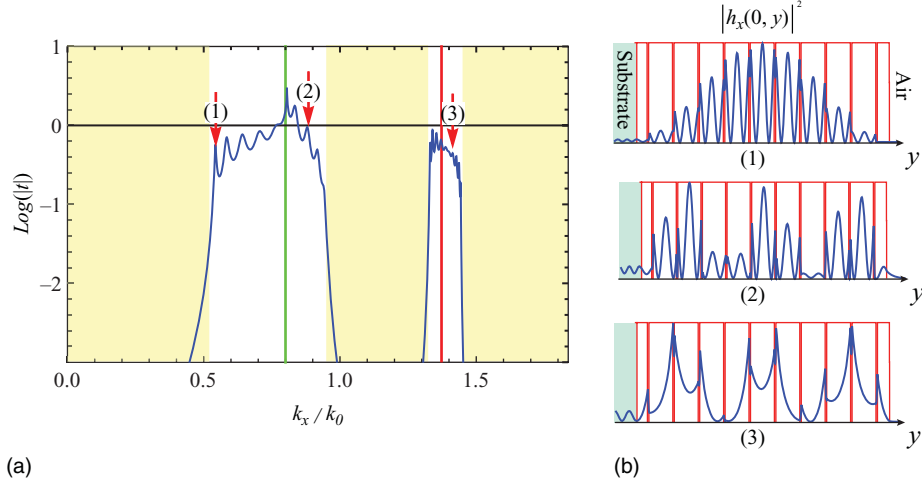 1
0
−1
−2
Log(|t|)
0.0 0.5 1.0 1.5
k_x / k_0
(1)
(2)
(3)
(a)
|h_x(0, y)|^2
Substrate
Air
(1)
y
(2)
y
(3)
y
(b)